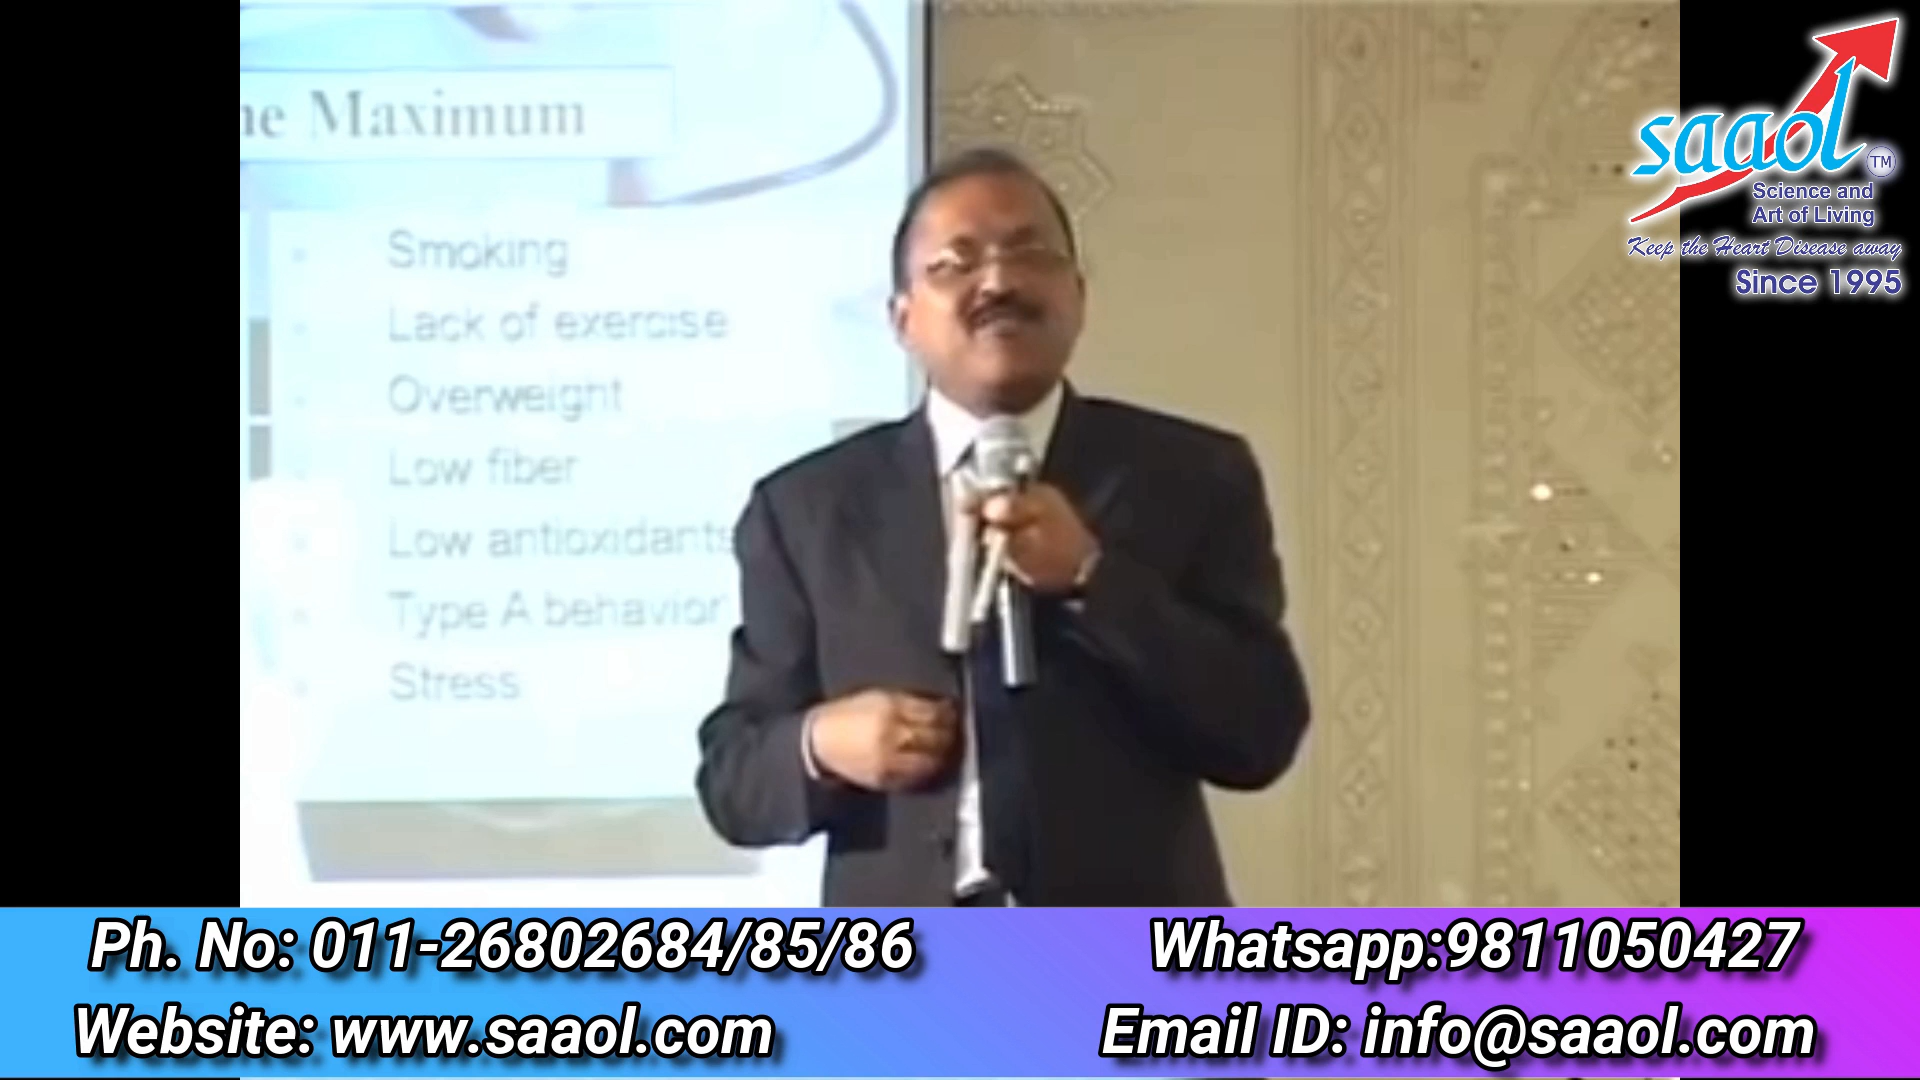 ne Maximum
Smoking
Lack of exercise
Overweight
Low fiber
Low antioxidants
Type A behavior
Stress
saaol TM
Science and
Art of Living
Keep the Heart Disease away
Since 1995
Ph. No: 011-26802684/85/86
Whatsapp:9811050427
Website: www.saaol.com
Email ID: info@saaol.com